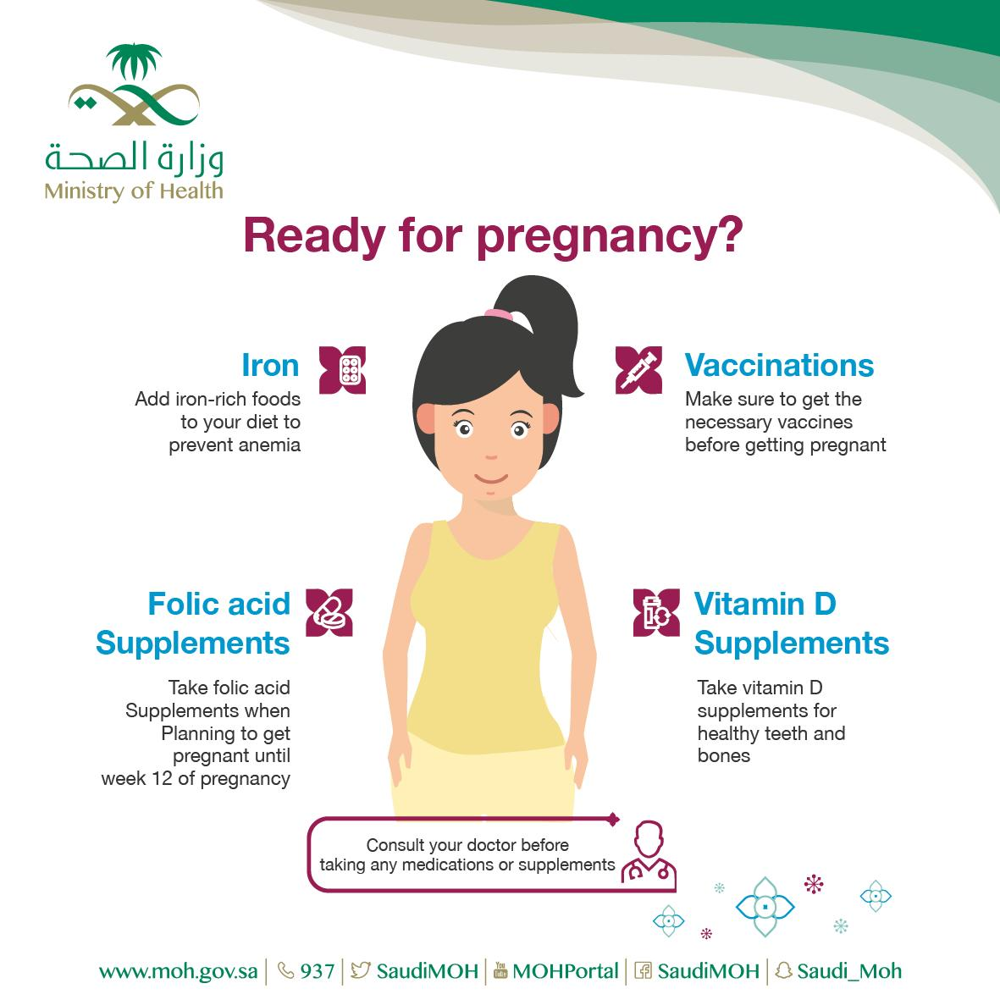 وزارة الصحة
Ministry of Health
Ready for pregnancy?
Iron
Add iron-rich foods
to your diet to
prevent anemia
Vaccinations
Make sure to get the
necessary vaccines
before getting pregnant
Folic acid
Supplements
Take folic acid
Supplements when
Planning to get
pregnant until
week 12 of pregnancy
Vitamin D
Supplements
Take vitamin D
supplements for
healthy teeth and
bones
Consult your doctor before
taking any medications or supplements
www.moh.gov.sa | 937 | SaudiMOH | You Tube MOHPortal | SaudiMOH | Saudi_Moh